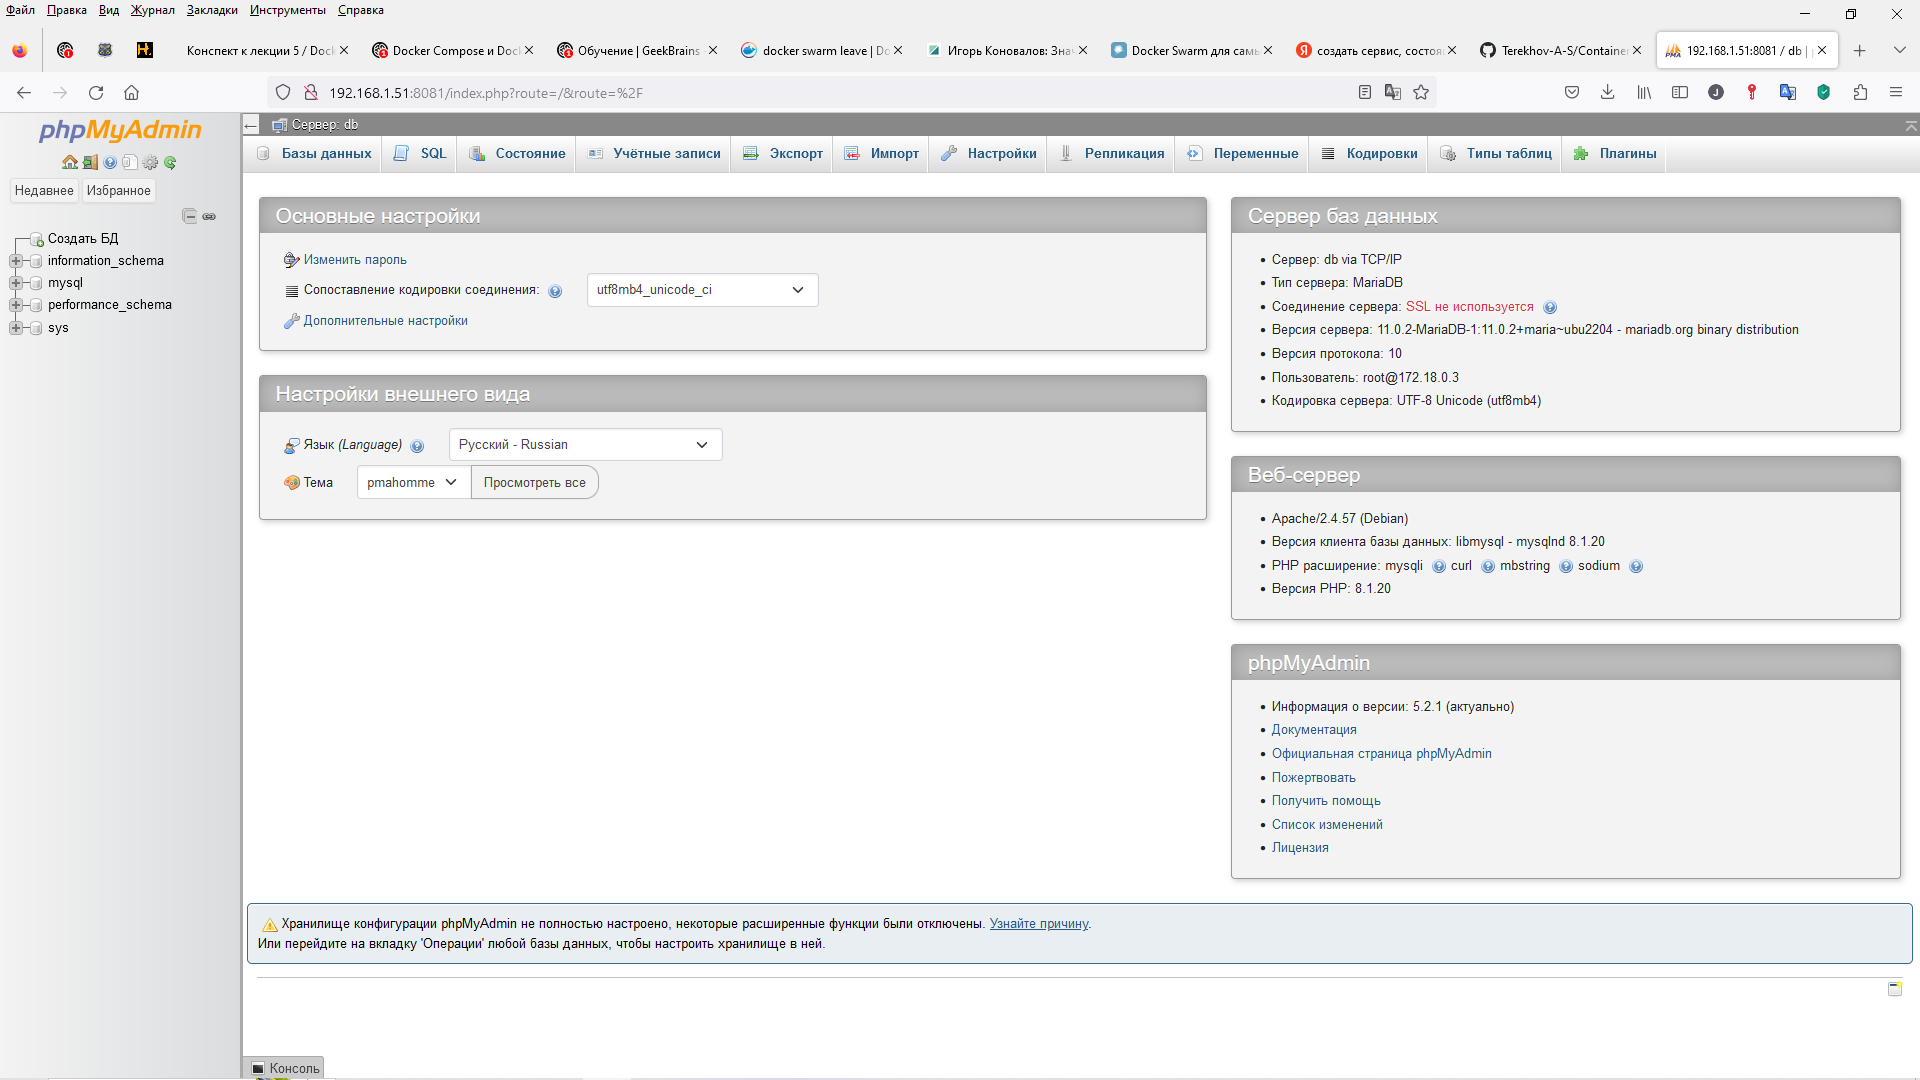 Файл Правка Вид Журнал Закладки Инструменты Справка
Конспект к лекции 5 / Doc
Docker Compose и Doc
Обучение | GeekBrains
docker swarm leave | Do
Игорь Коновалов: Зна
Docker Swarm для самы
создать сервис, состоя
Terekhov-A-S/Container
192.168.1.51:8081 / db |
192.168.1.51:8081/index.php?route=/&route=%2F
phpMyAdmin
Недавнее Избранное
Создать БД
information_schema
mysql
performance_schema
sys
Сервер: db
Базы данных SQL Состояние Учётные записи Экспорт Импорт Настройки Репликация Переменные Кодировки Типы таблиц Плагины
Основные настройки
Изменить пароль
Сопоставление кодировки соединения: utf8mb4_unicode_ci
Дополнительные настройки
Настройки внешнего вида
Язык (Language) Русский - Russian
Тема pmahomme Просмотреть все
Сервер баз данных
Сервер: db via TCP/IP
Тип сервера: MariaDB
Соединение сервера: SSL не используется
Версия сервера: 11.0.2-MariaDB-1:11.0.2+maria~ubu2204 - mariadb.org binary distribution
Версия протокола: 10
Пользователь: root@172.18.0.3
Кодировка сервера: UTF-8 Unicode (utf8mb4)
Веб-сервер
Apache/2.4.57 (Debian)
Версия клиента базы данных: libmysql - mysqlnd 8.1.20
PHP расширение: mysqli curl mbstring sodium
Версия PHP: 8.1.20
phpMyAdmin
Информация о версии: 5.2.1 (актуально)
Документация
Официальная страница phpMyAdmin
Пожертвовать
Получить помощь
Список изменений
Лицензия
Хранилище конфигурации phpMyAdmin не полностью настроено, некоторые расширенные функции были отключены. Узнайте причину.
Или перейдите на вкладку 'Операции' любой базы данных, чтобы настроить хранилище в ней.
Консоль